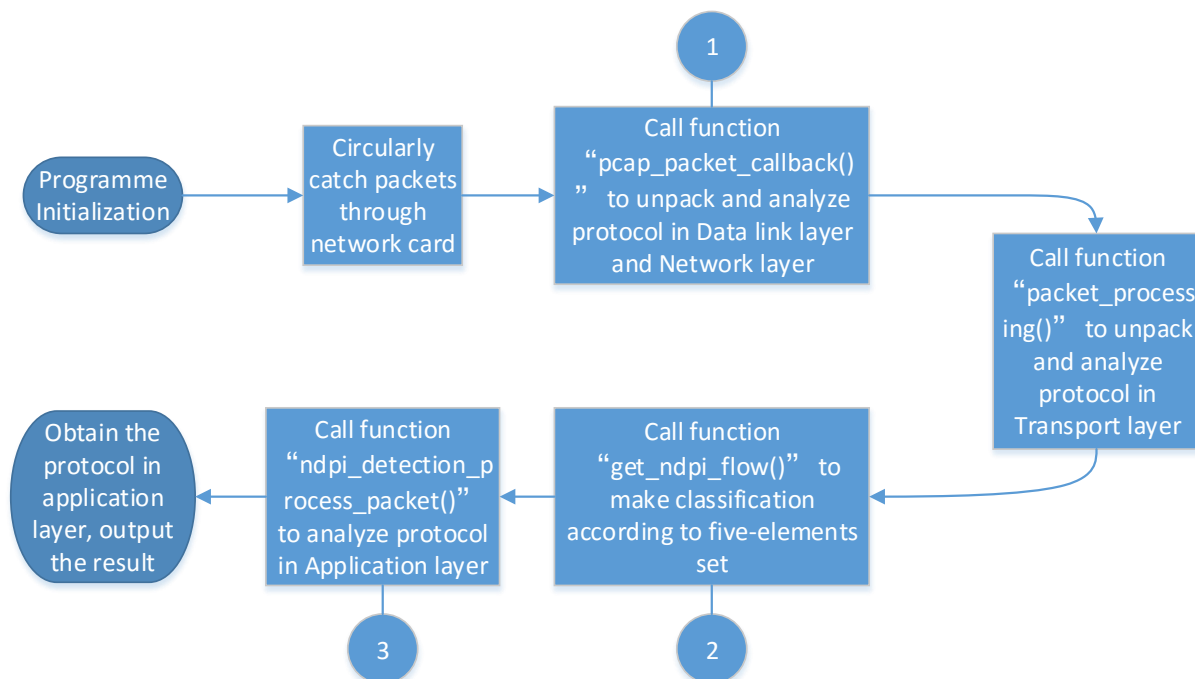 1
Programme
Initialization
Circularly
catch packets
through
network card
Call function
“pcap_packet_callback()
” to unpack and analyze
protocol in Data link layer
and Network layer
Call function
“packet_process
ing()” to unpack
and analyze
protocol in
Transport layer
Call function
“get_ndpi_flow()” to
make classification
according to five-elements
set
2
Call function
“ndpi_detection_p
rocess_packet()”
to analyze protocol
in Application layer
3
Obtain the
protocol in
application
layer, output
the result